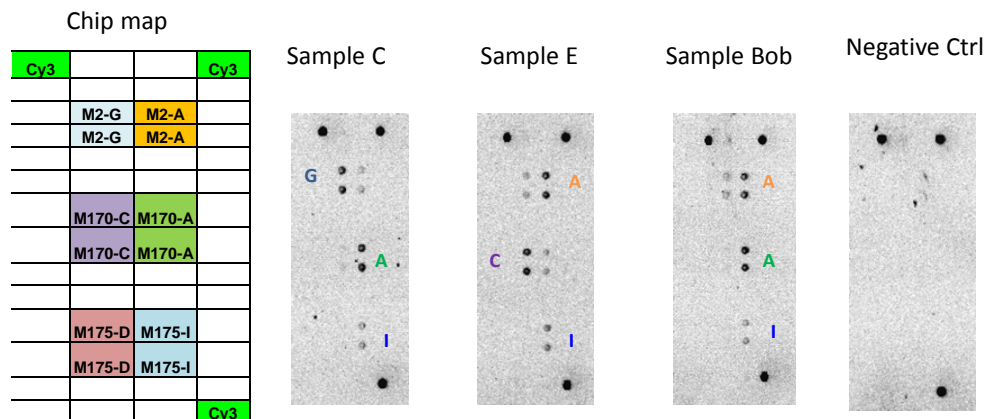 Chip map
Sample C
Sample E
Sample Bob
Negative Ctrl
Cy3 Cy3
M2-G M2-A
M2-G M2-A
M170-C M170-A
M170-C M170-A
M175-D M175-I
M175-D M175-I
Cy3
G
A
I
A
C
I
A
A
I